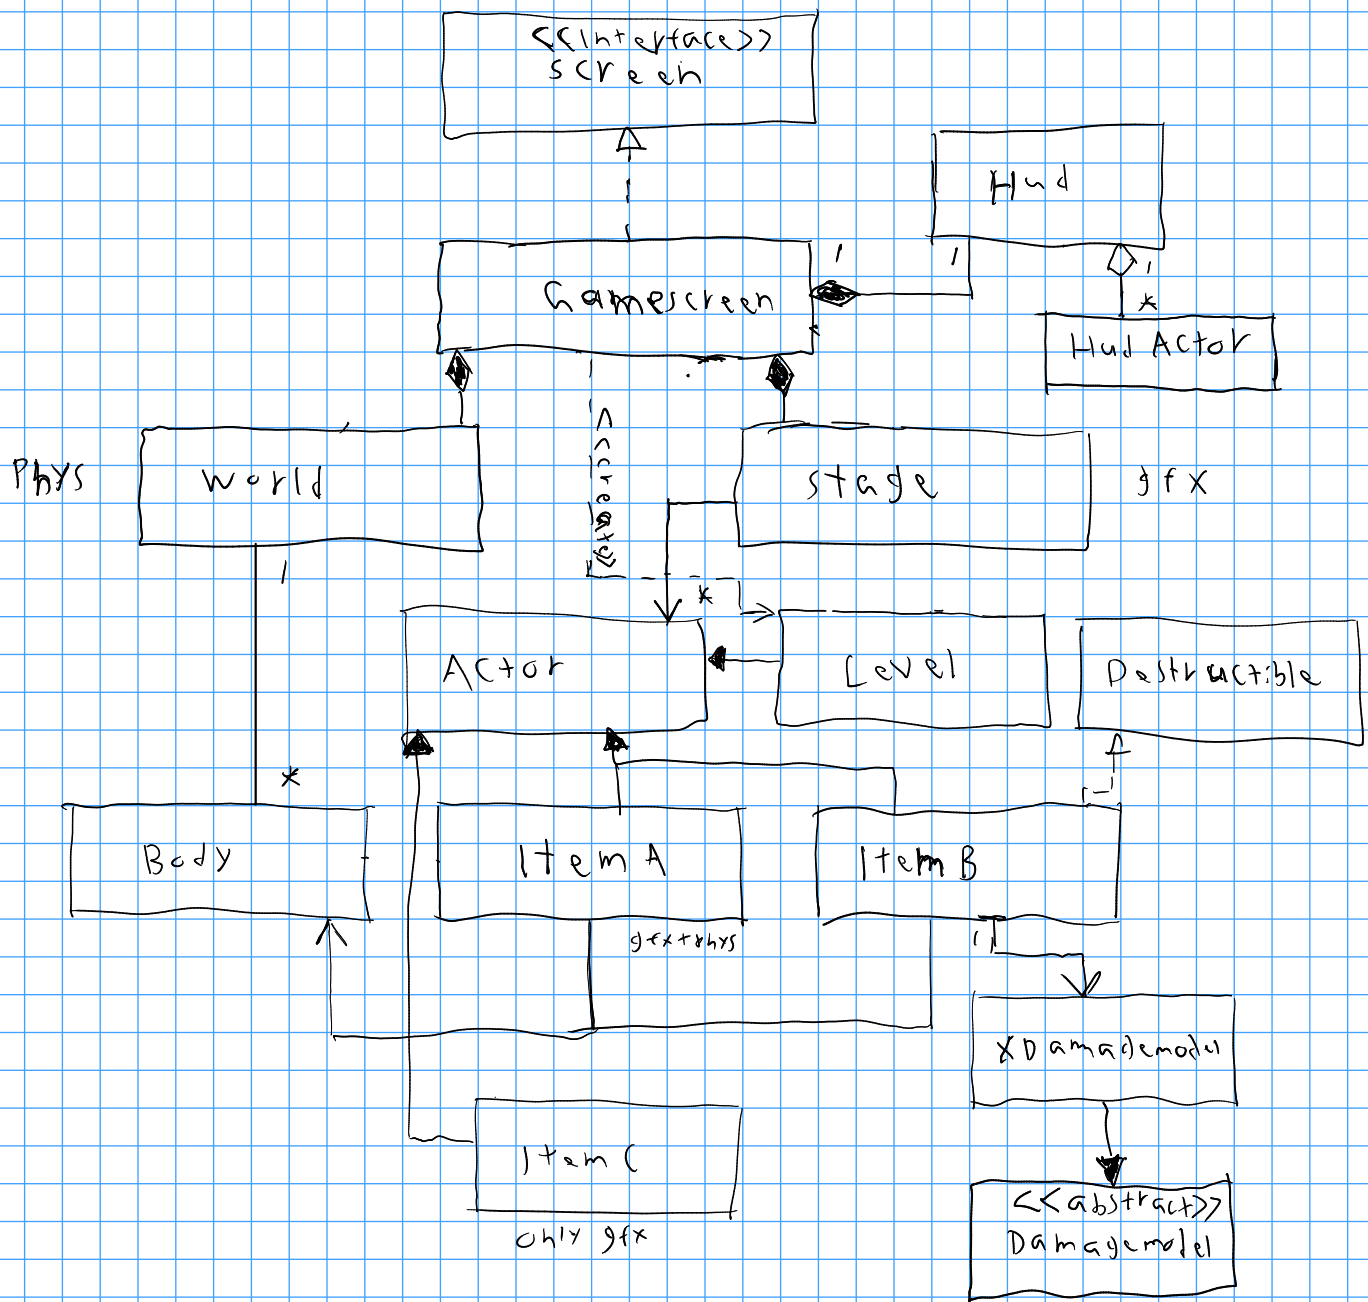 <<Interface>>
screen
Hud
1
1
Gamescreen
1
*
Hud Actor
<<create>>
Phys
World
stage
gfx
1
*
Actor
Level
Destructible
*
Body
Item A
Item B
gfx+phys
1
XDamademodel
Item C
only gfx
<<abstract>>
Damagemodel